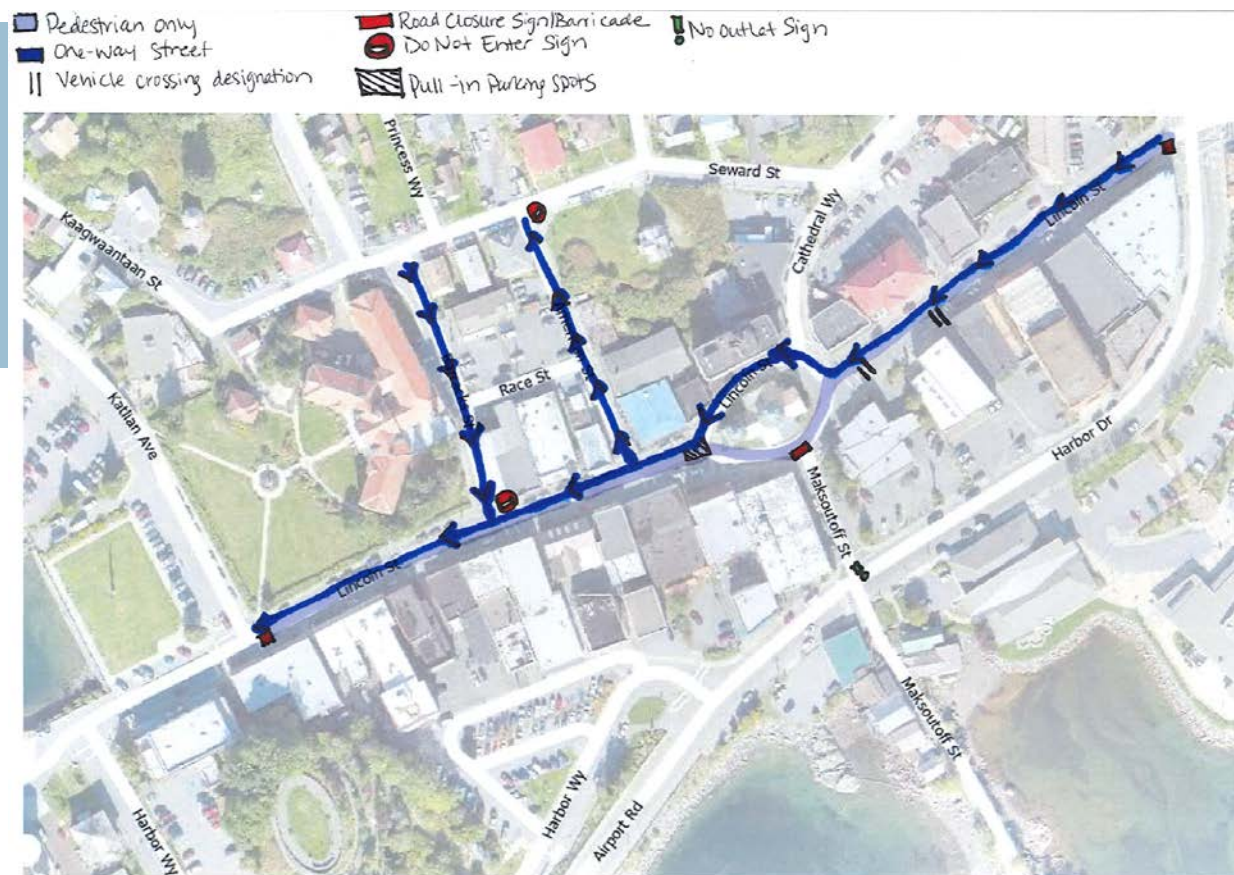 Pedestrian only
One-way Street
Vehicle crossing designation
Road Closure Sign/Barricade
Do Not Enter Sign
Pull-in Parking Spots
No outlet Sign
Princess Wy
Seward St
Kaagwaantaan St
Cathedral Wy
Lincoln St
Katlian Ave
Race St
Lincoln St
Harbor Dr
Maksoutoff St
Lincoln St
Maksoutoff St
Harbor Wy
Harbor Wy
Airport Rd